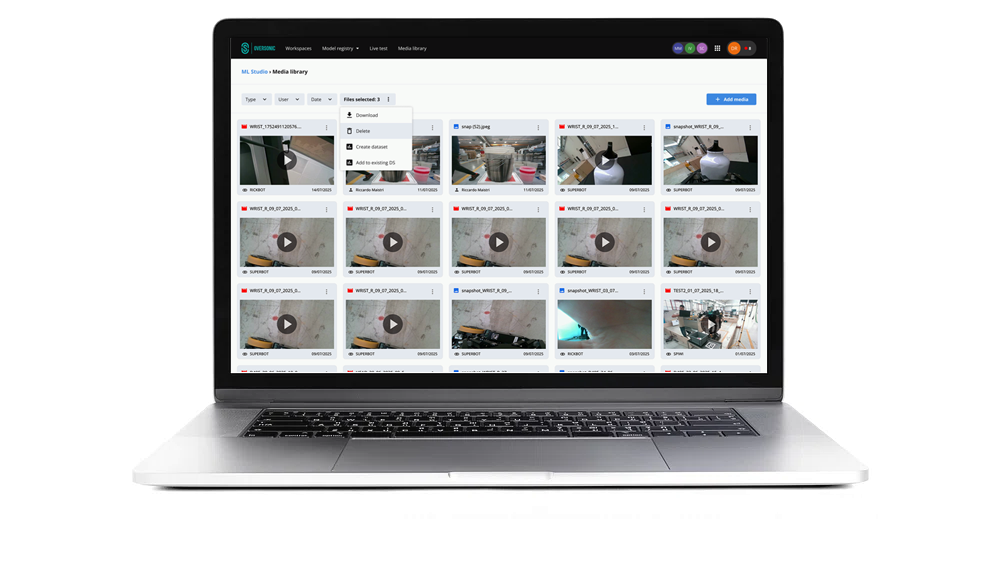 OVERSONIC Workspaces Model registry Live test Media library MM IV SC OR 8
ML Studio › Media library
Type User Date Files selected: 3 + Add media
Download
Delete
Create dataset
Add to existing DS
WRIST_1752491120576.... snap (52).jpeg WRIST_R_09_07_2025_1... snapshot_WRIST_R_09_...
RICKBOT 14/07/2025 Riccardo Maistri 11/07/2025 Riccardo Maistri 11/07/2025 SUPERBOT 09/07/2025 SUPERBOT 09/07/2025
WRIST_R_09_07_2025_0... WRIST_R_09_07_2025_0... WRIST_R_09_07_2025_0... WRIST_R_09_07_2025_0... WRIST_R_09_07_2025_0...
SUPERBOT 09/07/2025 SUPERBOT 09/07/2025 SUPERBOT 09/07/2025 SUPERBOT 09/07/2025 SUPERBOT 09/07/2025
WRIST_R_09_07_2025_0... WRIST_R_09_07_2025_0... snapshot_WRIST_R_09_... snapshot_WRIST_03_07... TEST2_01_07_2025_18_...
SUPERBOT 09/07/2025 SUPERBOT 09/07/2025 SUPERBOT 09/07/2025 RICKBOT 03/07/2025 SPMII 01/07/2025